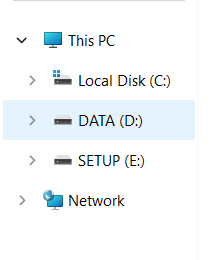 This PC
Local Disk (C:)
DATA (D:)
SETUP (E:)
Network